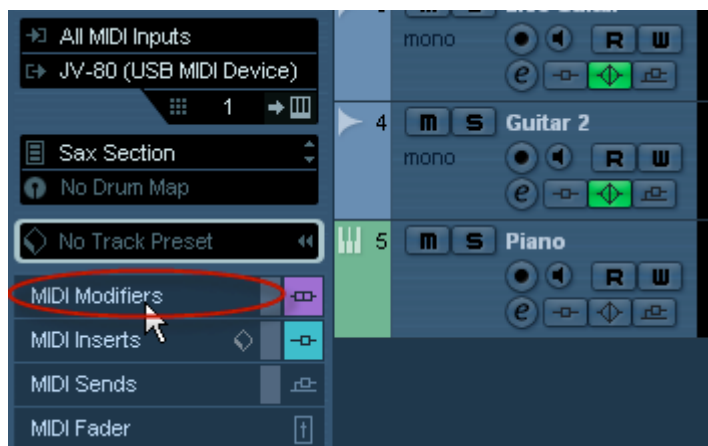 All MIDI Inputs
JV-80 (USB MIDI Device)
1
Sax Section
No Drum Map
No Track Preset
MIDI Modifiers
MIDI Inserts
MIDI Sends
MIDI Fader
mono
R W
e
4 m S Guitar 2
mono
R W
e
5 m S Piano
R W
e